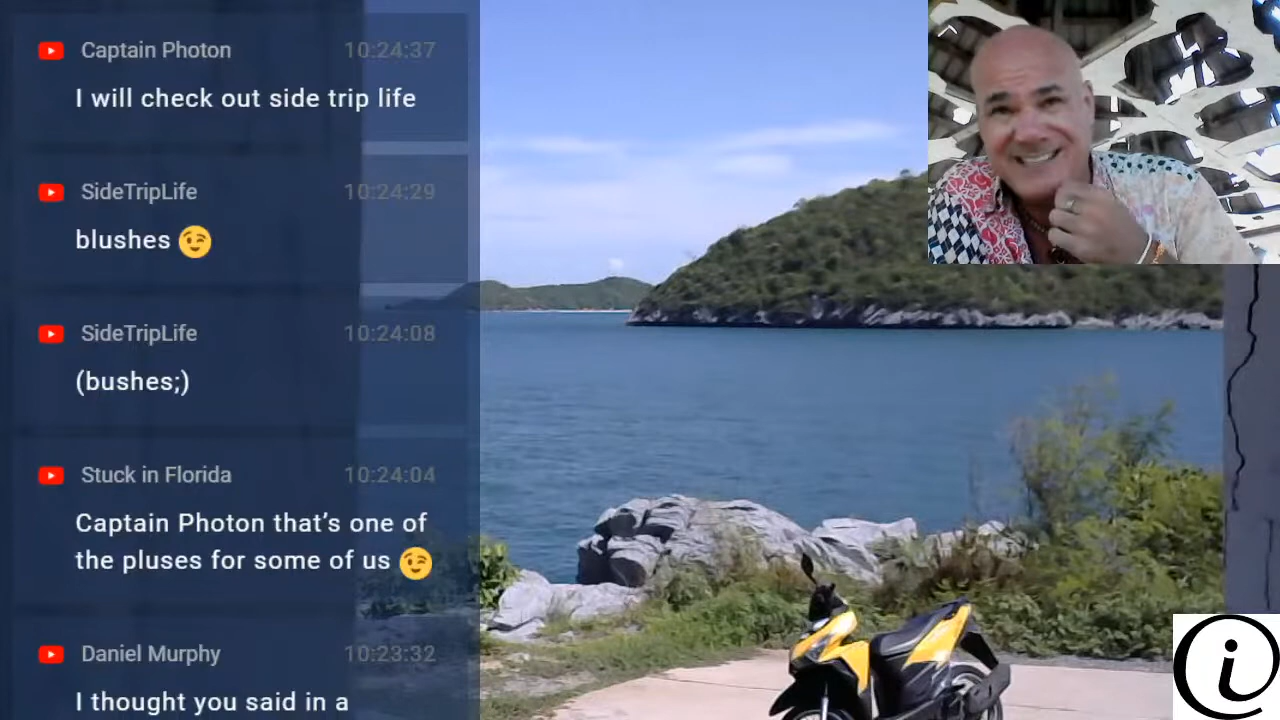 Captain Photon 10:24:37
I will check out side trip life
SideTripLife 10:24:29
blushes 😉
SideTripLife 10:24:08
(bushes;)
Stuck in Florida 10:24:04
Captain Photon that's one of
the pluses for some of us 😉
Daniel Murphy 10:23:32
I thought you said in a
i